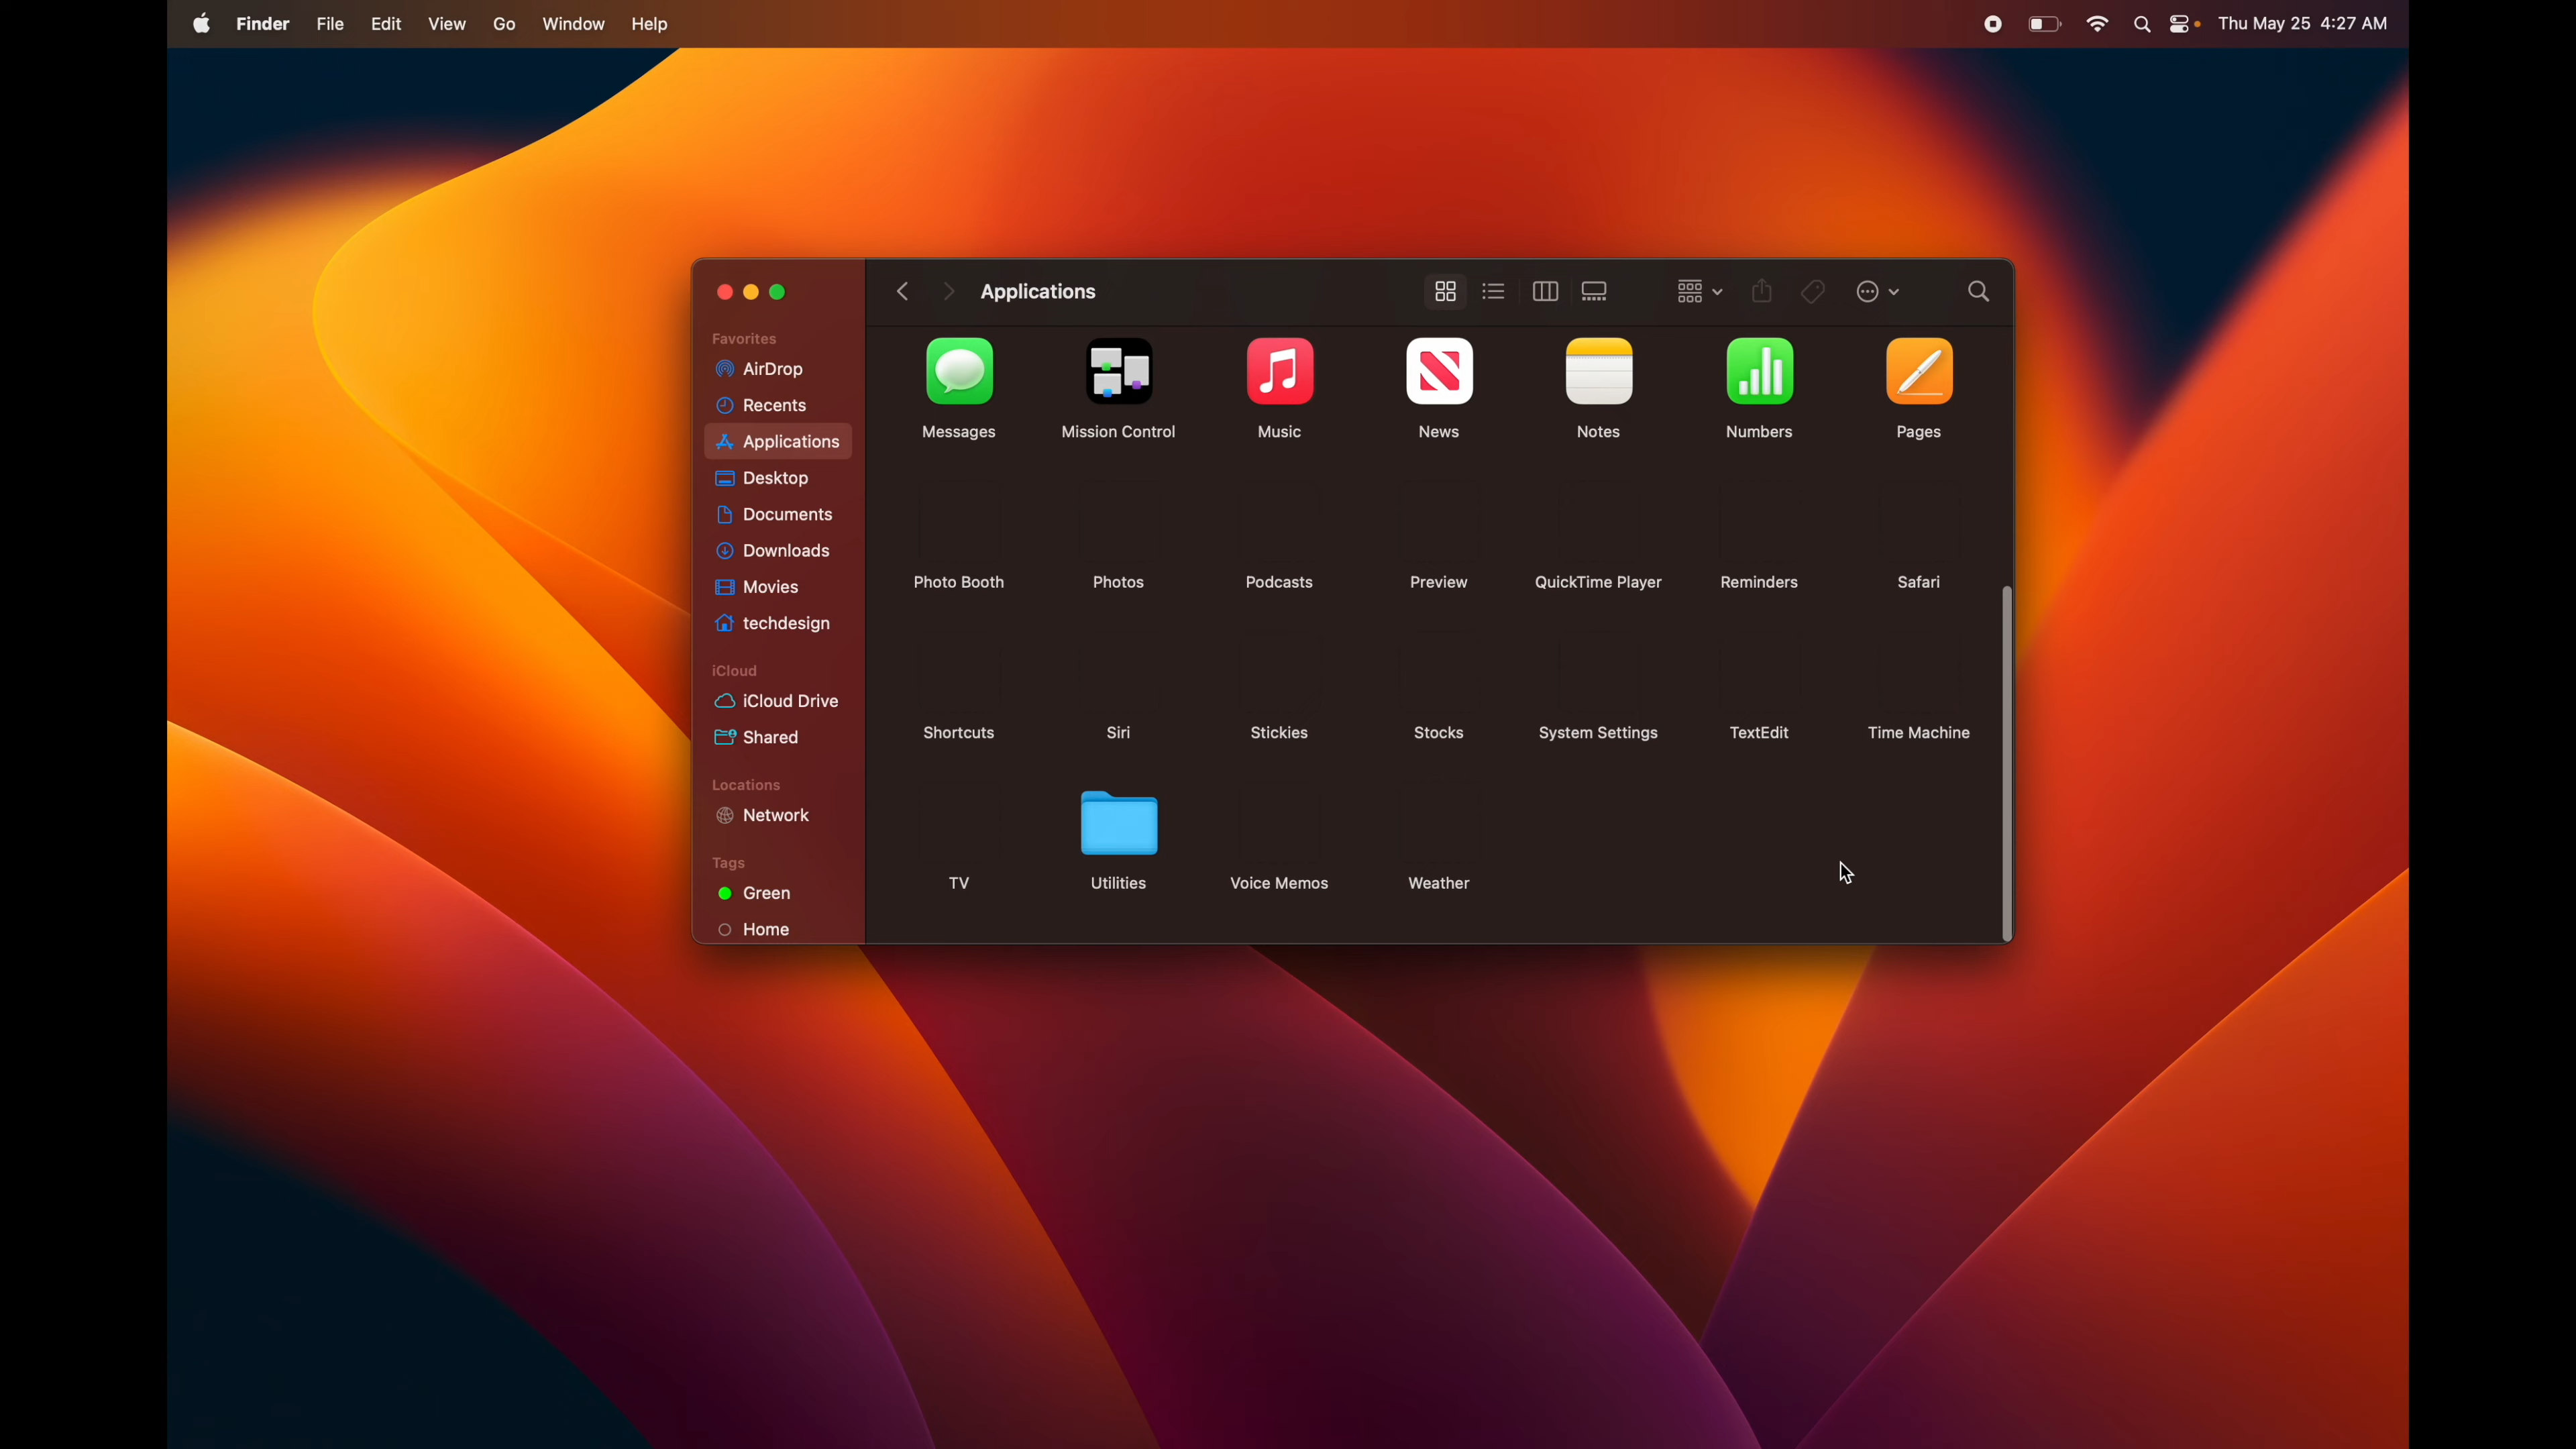 Finder File Edit View Go Window Help Thu May 25 4:27 AM
Applications
Favorites
AirDrop
Recents
Applications
Desktop
Documents
Downloads
Movies
techdesign
iCloud
iCloud Drive
Shared
Locations
Network
Tags
Green
Home
Messages Mission Control Music News Notes Numbers Pages
Photo Booth Photos Podcasts Preview QuickTime Player Reminders Safari
Shortcuts Siri Stickies Stocks System Settings TextEdit Time Machine
TV Utilities Voice Memos Weather